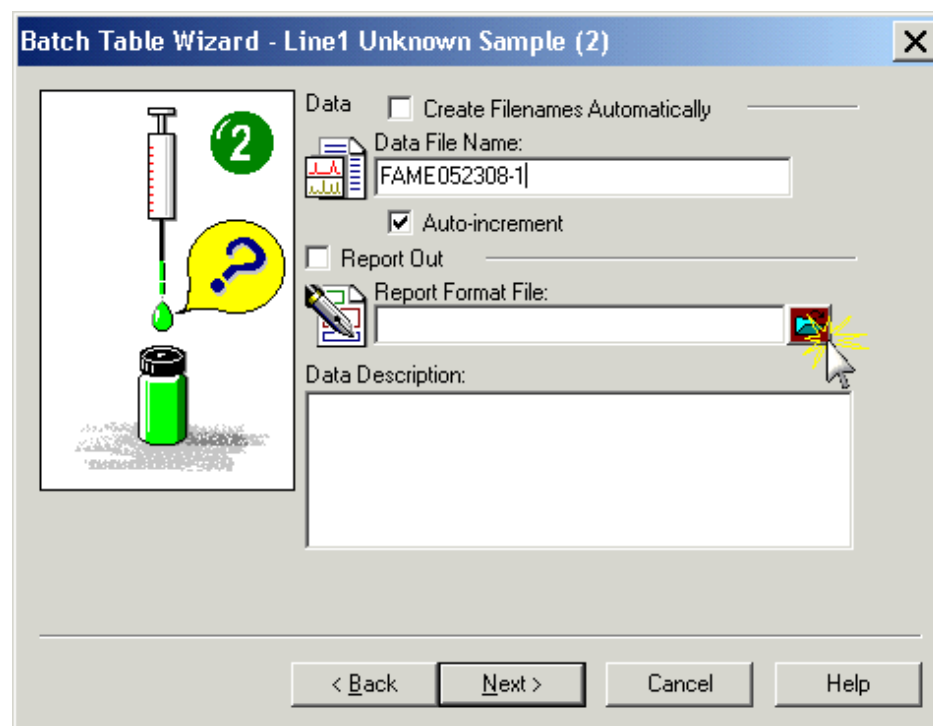 Batch Table Wizard - Line1 Unknown Sample (2)
2
?
Data
Create Filenames Automatically
Data File Name:
FAME052308-1
Auto-increment
Report Out
Report Format File:
Data Description:
< Back
Next >
Cancel
Help